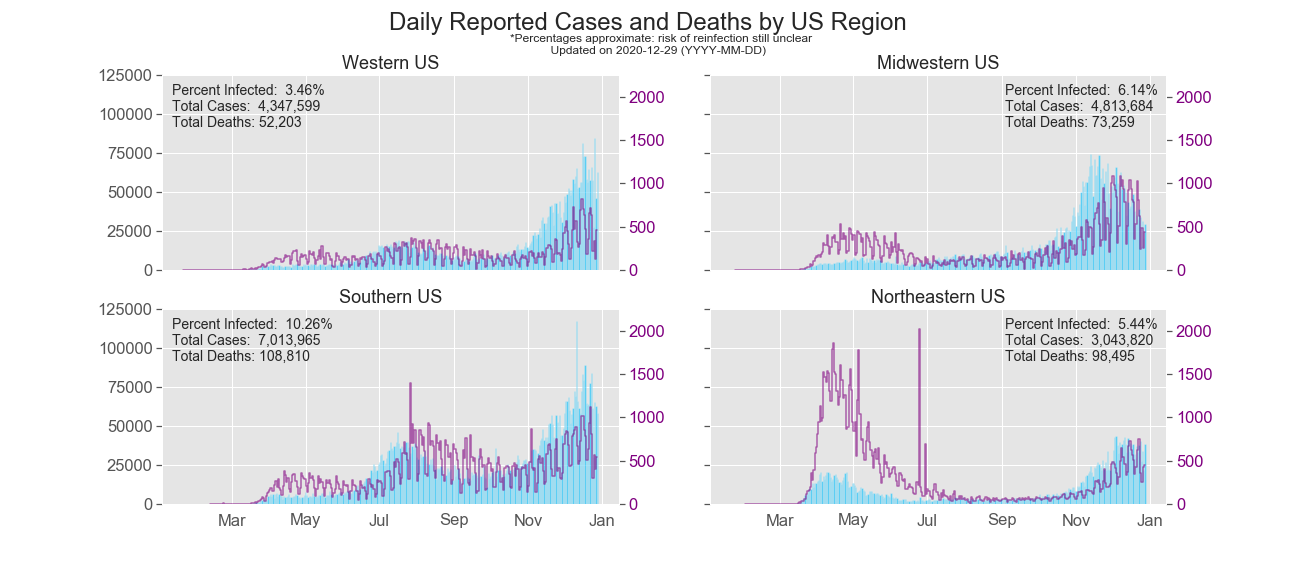 Daily Reported Cases and Deaths by US Region
*Percentages approximate: risk of reinfection still unclear
Updated on 2020-12-29 (YYYY-MM-DD)
Western US
125000
100000
75000
50000
25000
0
Percent Infected: 3.46%
Total Cases: 4,347,599
Total Deaths: 52,203
2000
1500
1000
500
0
Midwestern US
Percent Infected: 6.14%
Total Cases: 4,813,684
Total Deaths: 73,259
2000
1500
1000
500
0
Southern US
125000
100000
75000
50000
25000
0
Percent Infected: 10.26%
Total Cases: 7,013,965
Total Deaths: 108,810
2000
1500
1000
500
0
Mar May Jul Sep Nov Jan
Northeastern US
Percent Infected: 5.44%
Total Cases: 3,043,820
Total Deaths: 98,495
2000
1500
1000
500
0
Mar May Jul Sep Nov Jan